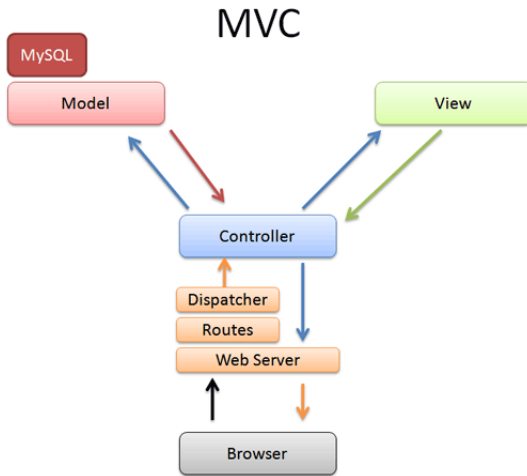 MVC
MySQL
Model
View
Controller
Dispatcher
Routes
Web Server
Browser